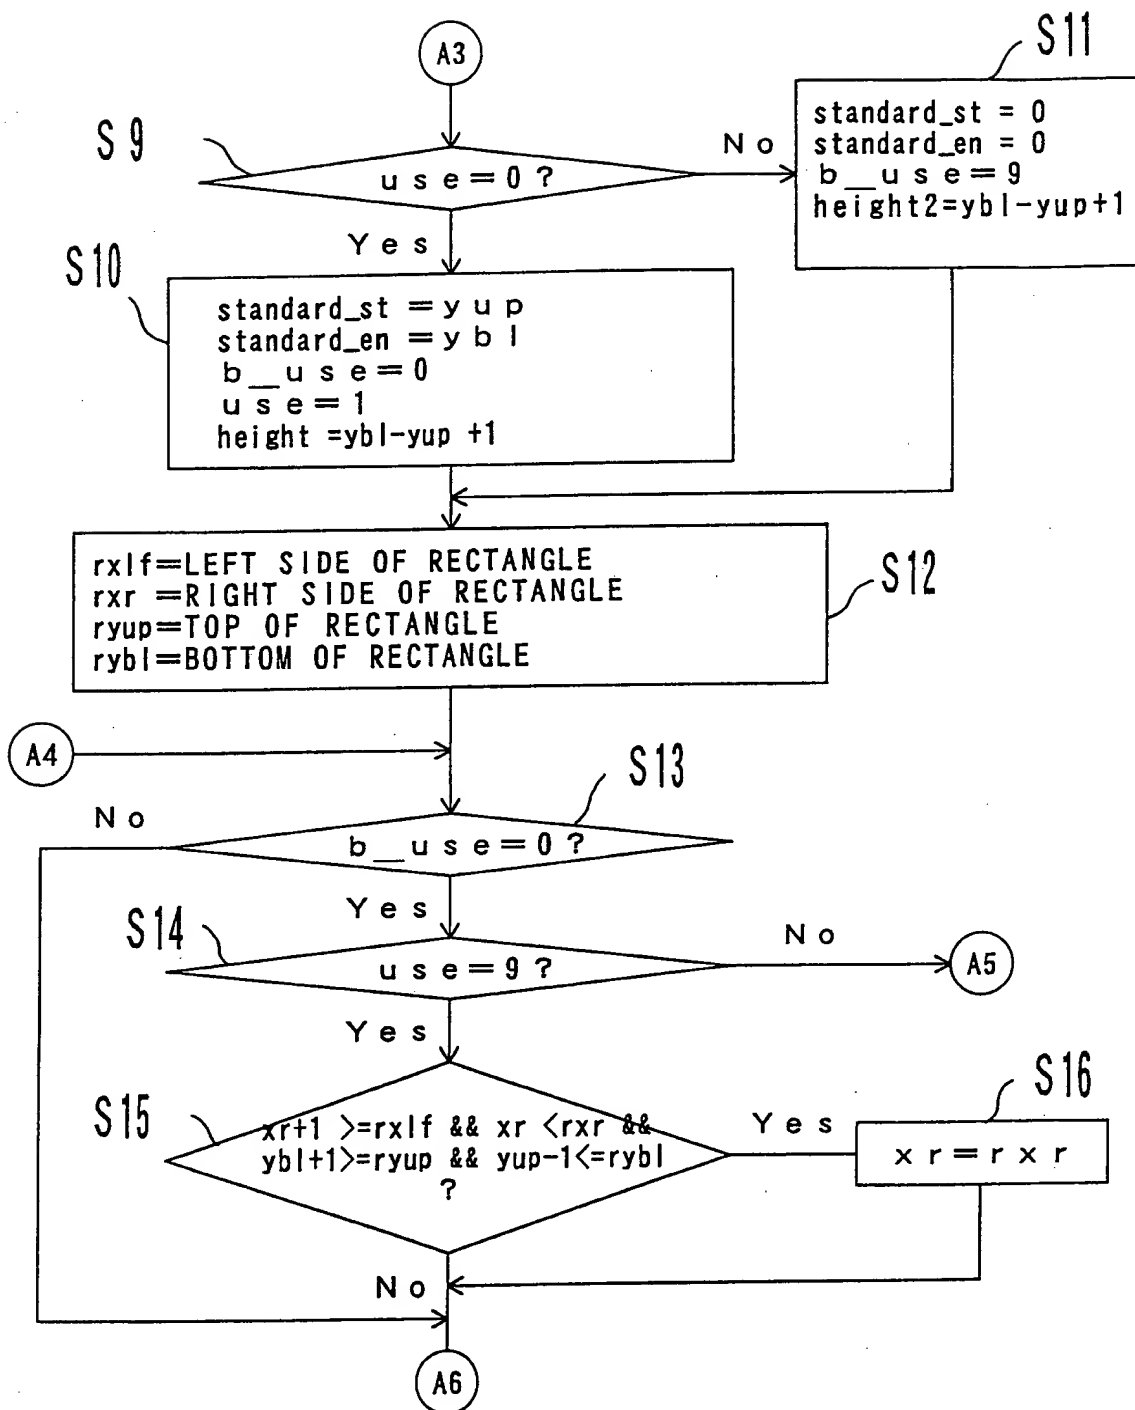 A3
S11
standard_st = 0
standard_en = 0
b_use=9
height2=ybl-yup+1
S9
use=0?
No
Yes
S10
standard_st =yup
standard_en =ybl
b_use=0
use=1
height =ybl-yup +1
rxlf=LEFT SIDE OF RECTANGLE
rxr =RIGHT SIDE OF RECTANGLE
ryup=TOP OF RECTANGLE
rybl=BOTTOM OF RECTANGLE
S12
A4
S13
No
b_use=0?
Yes
S14
use=9?
No
A5
Yes
S15
xr+1 >=rxlf && xr <rxr &&
ybl+1>=ryup && yup-1<=rybl
?
Yes
S16
xr=rxr
No
A6